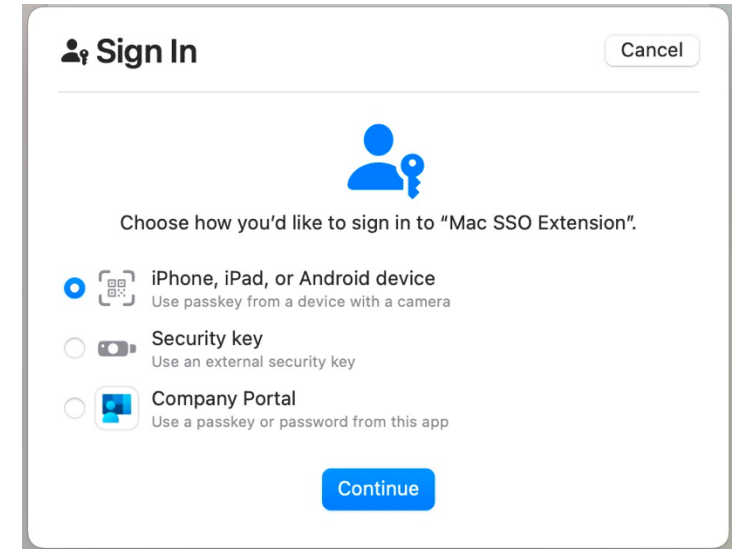 Sign In
Cancel
Choose how you’d like to sign in to “Mac SSO Extension”.
iPhone, iPad, or Android device
Use passkey from a device with a camera
Security key
Use an external security key
Company Portal
Use a passkey or password from this app
Continue